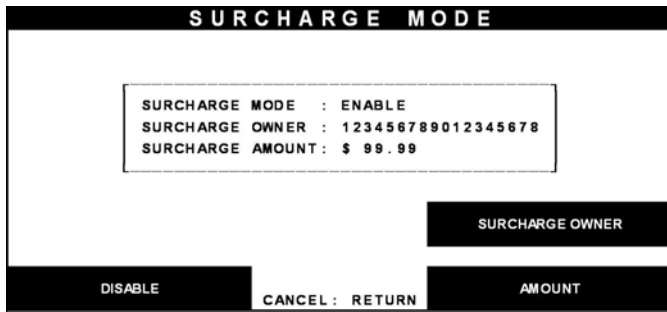 SURCHARGE MODE
SURCHARGE MODE : ENABLE
SURCHARGE OWNER : 123456789012345678
SURCHARGE AMOUNT: $ 99.99
SURCHARGE OWNER
DISABLE
CANCEL: RETURN
AMOUNT